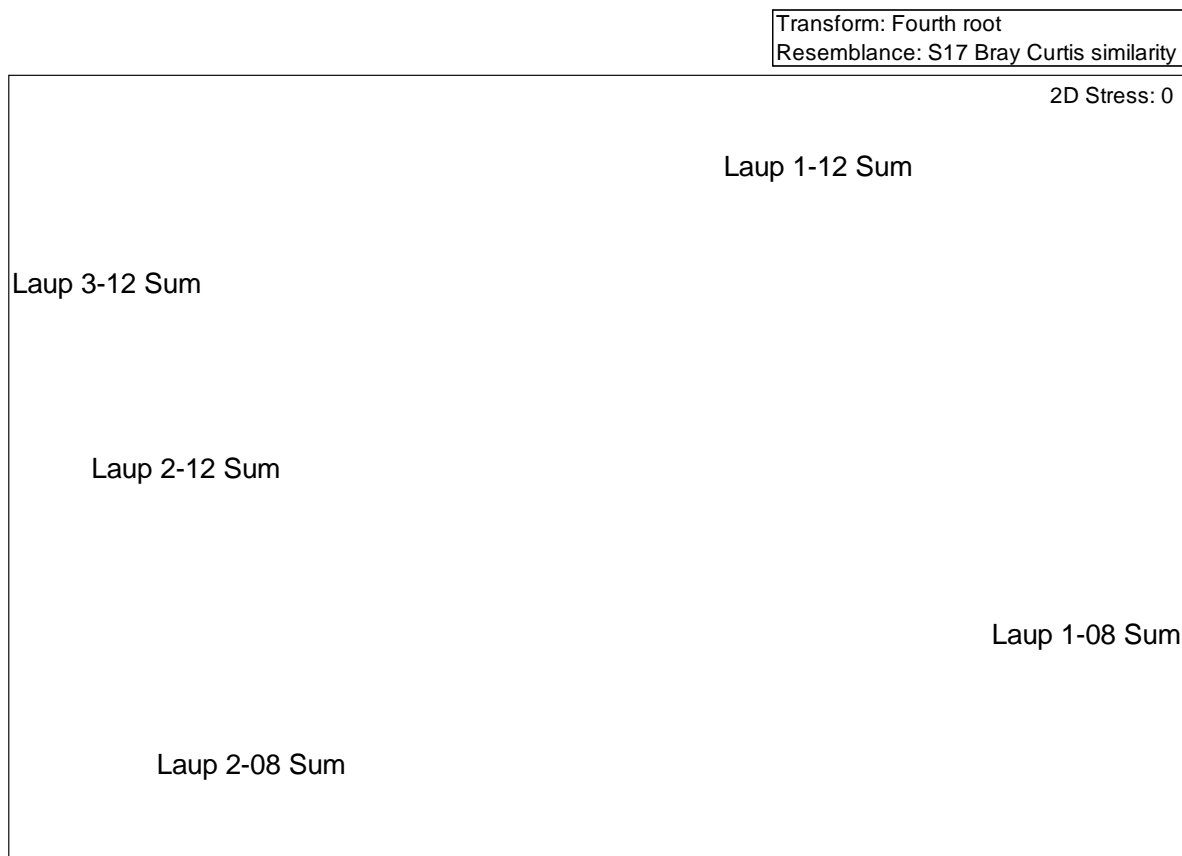 Transform: Fourth root
Resemblance: S17 Bray Curtis similarity
2D Stress: 0
Laup 1-12 Sum
Laup 3-12 Sum
Laup 2-12 Sum
Laup 1-08 Sum
Laup 2-08 Sum